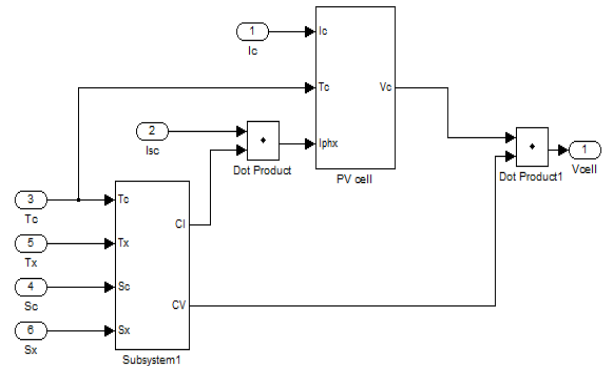 1
Ic
Ic
Tc
Vc
Iphx
PV cell
2
Isc
Dot Product
Dot Product1
1
Vcell
3
Tc
5
Tx
4
Sc
6
Sx
Tc
Tx
Sc
Sx
CI
CV
Subsystem1